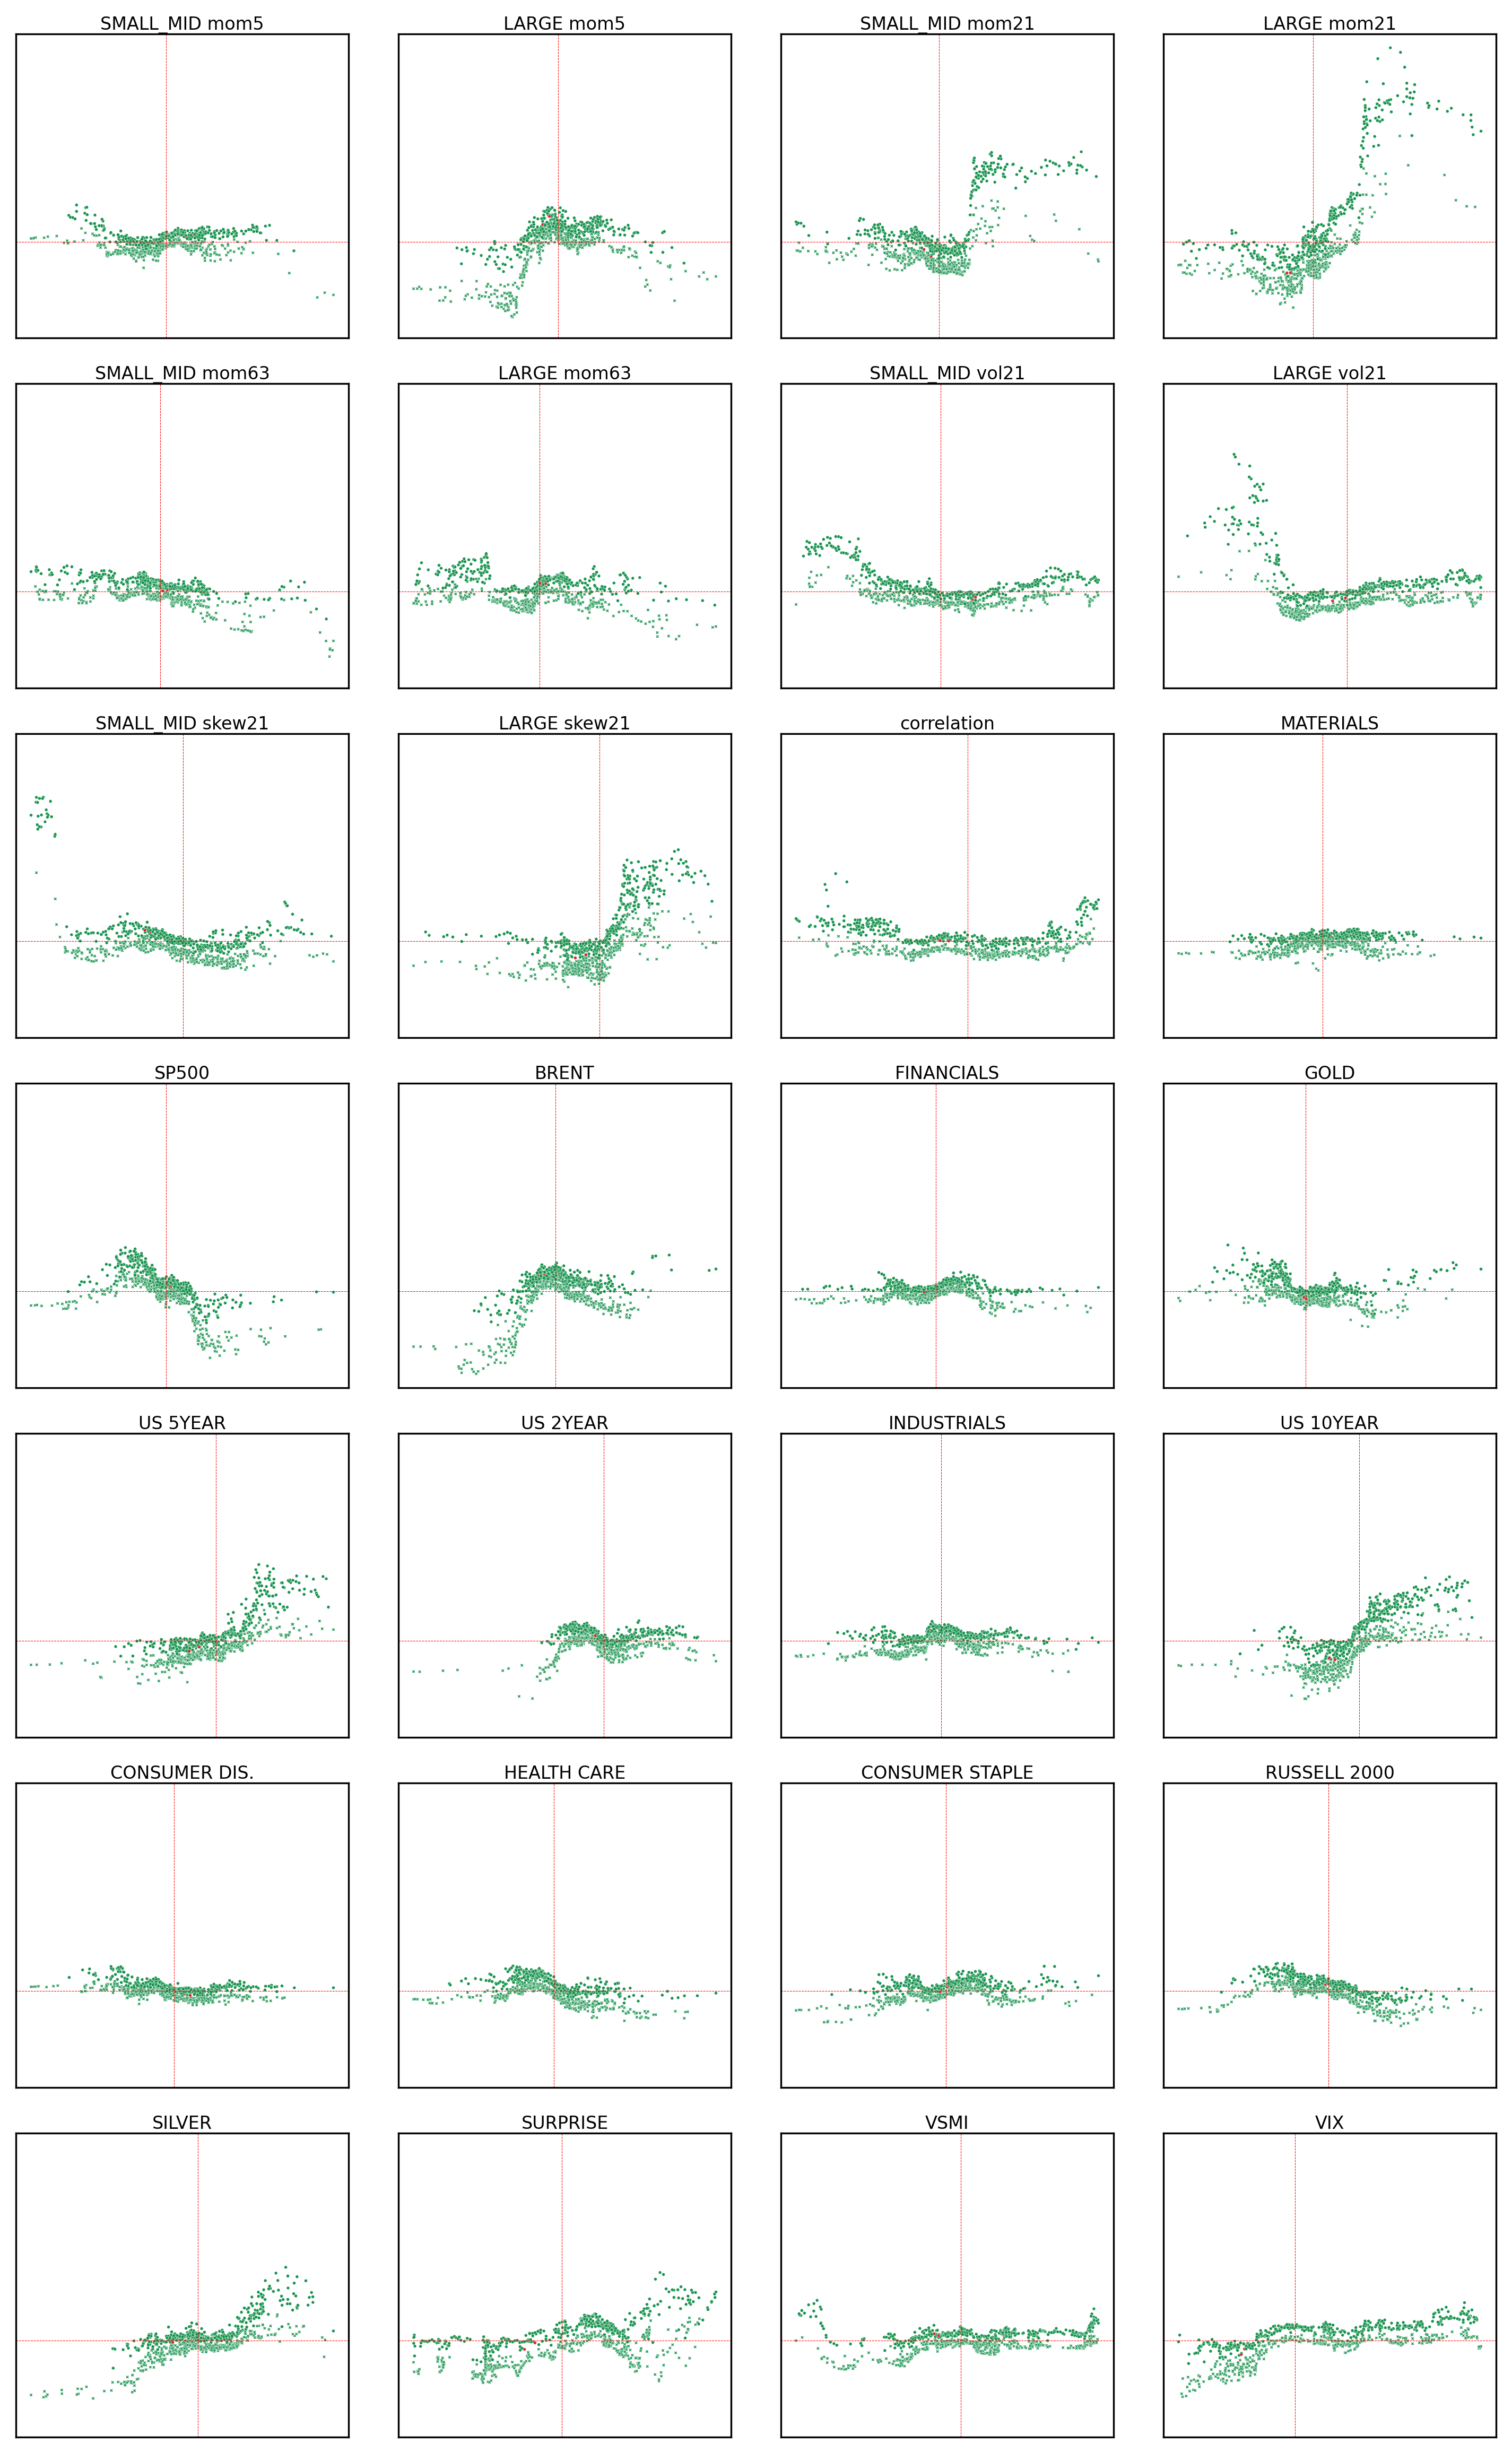 SMALL_MID mom5
LARGE mom5
SMALL_MID mom21
LARGE mom21
SMALL_MID mom63
LARGE mom63
SMALL_MID vol21
LARGE vol21
SMALL_MID skew21
LARGE skew21
correlation
MATERIALS
SP500
BRENT
FINANCIALS
GOLD
US 5YEAR
US 2YEAR
INDUSTRIALS
US 10YEAR
CONSUMER DIS.
HEALTH CARE
CONSUMER STAPLE
RUSSELL 2000
SILVER
SURPRISE
VSMI
VIX